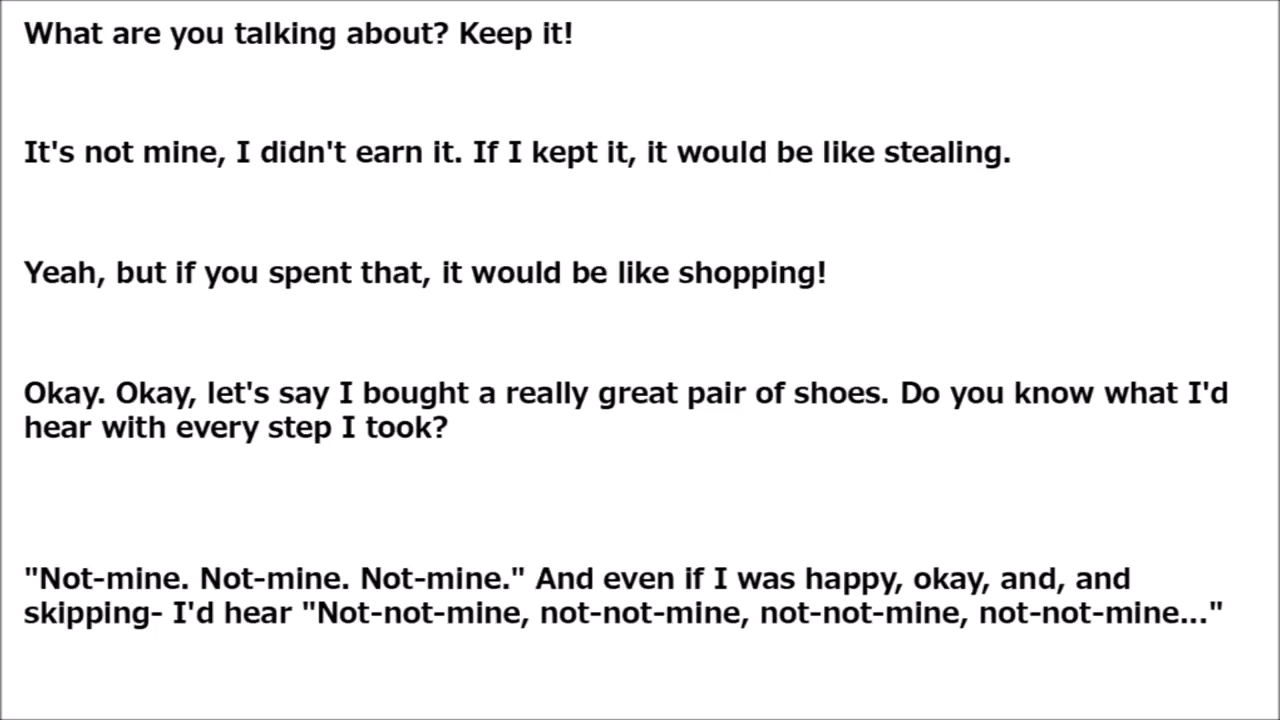 What are you talking about? Keep it!
It's not mine, I didn't earn it. If I kept it, it would be like stealing.
Yeah, but if you spent that, it would be like shopping!
Okay. Okay, let's say I bought a really great pair of shoes. Do you know what I'd
hear with every step I took?
"Not-mine. Not-mine. Not-mine." And even if I was happy, okay, and, and
skipping- I'd hear "Not-not-mine, not-not-mine, not-not-mine, not-not-mine..."